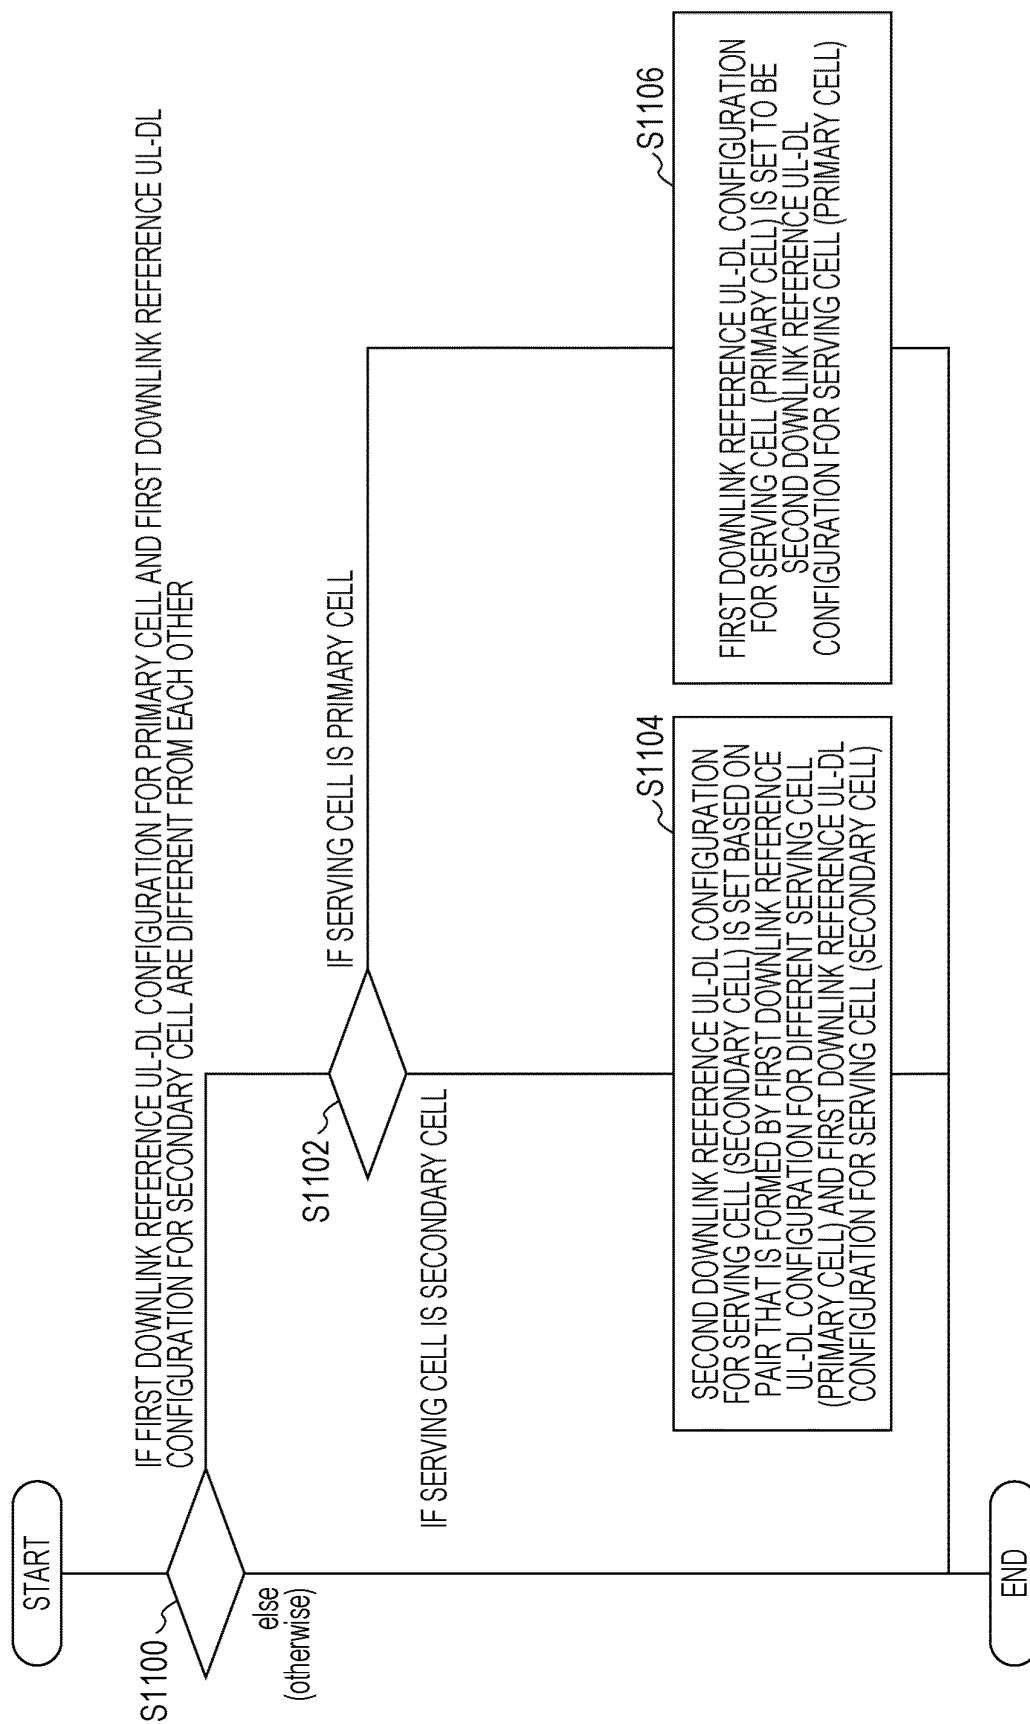 START
S1100
IF FIRST DOWNLINK REFERENCE UL-DL CONFIGURATION FOR PRIMARY CELL AND FIRST DOWNLINK REFERENCE UL-DL
CONFIGURATION FOR SECONDARY CELL ARE DIFFERENT FROM EACH OTHER
else
(otherwise)
S1102
IF SERVING CELL IS PRIMARY CELL
IF SERVING CELL IS SECONDARY CELL
S1104
SECOND DOWNLINK REFERENCE UL-DL CONFIGURATION
FOR SERVING CELL (SECONDARY CELL) IS SET BASED ON
PAIR THAT IS FORMED BY FIRST DOWNLINK REFERENCE
UL-DL CONFIGURATION FOR DIFFERENT SERVING CELL
(PRIMARY CELL) AND FIRST DOWNLINK REFERENCE UL-DL
CONFIGURATION FOR SERVING CELL (SECONDARY CELL)
S1106
FIRST DOWNLINK REFERENCE UL-DL CONFIGURATION
FOR SERVING CELL (PRIMARY CELL) IS SET TO BE
SECOND DOWNLINK REFERENCE UL-DL
CONFIGURATION FOR SERVING CELL (PRIMARY CELL)
END